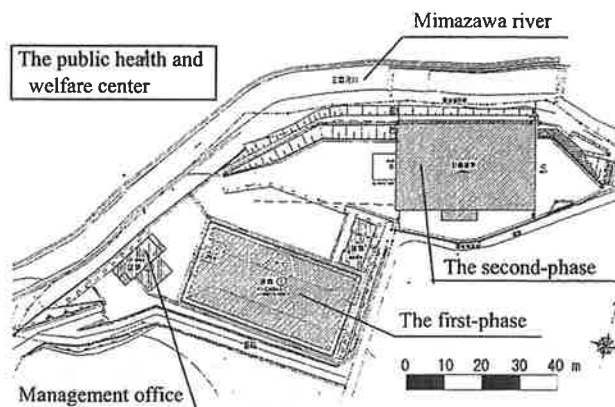 Mimazawa river
The public health and
welfare center
The second-phase
The first-phase
Management office
0 10 20 30 40 m